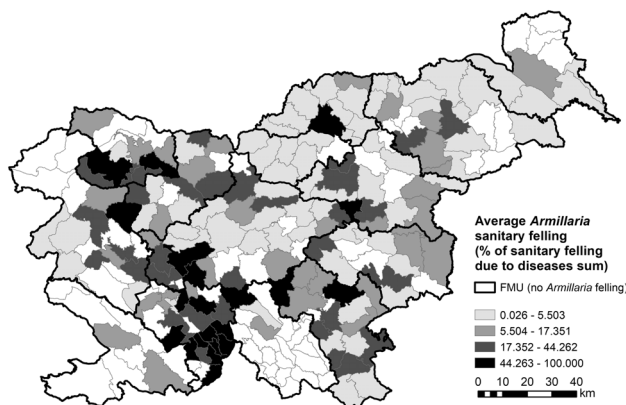 Average Armillaria
sanitary felling
(% of sanitary felling
due to diseases sum)
FMU (no Armillaria felling)
0.026 - 5.503
5.504 - 17.351
17.352 - 44.262
44.263 - 100.000
0 10 20 30 40
km